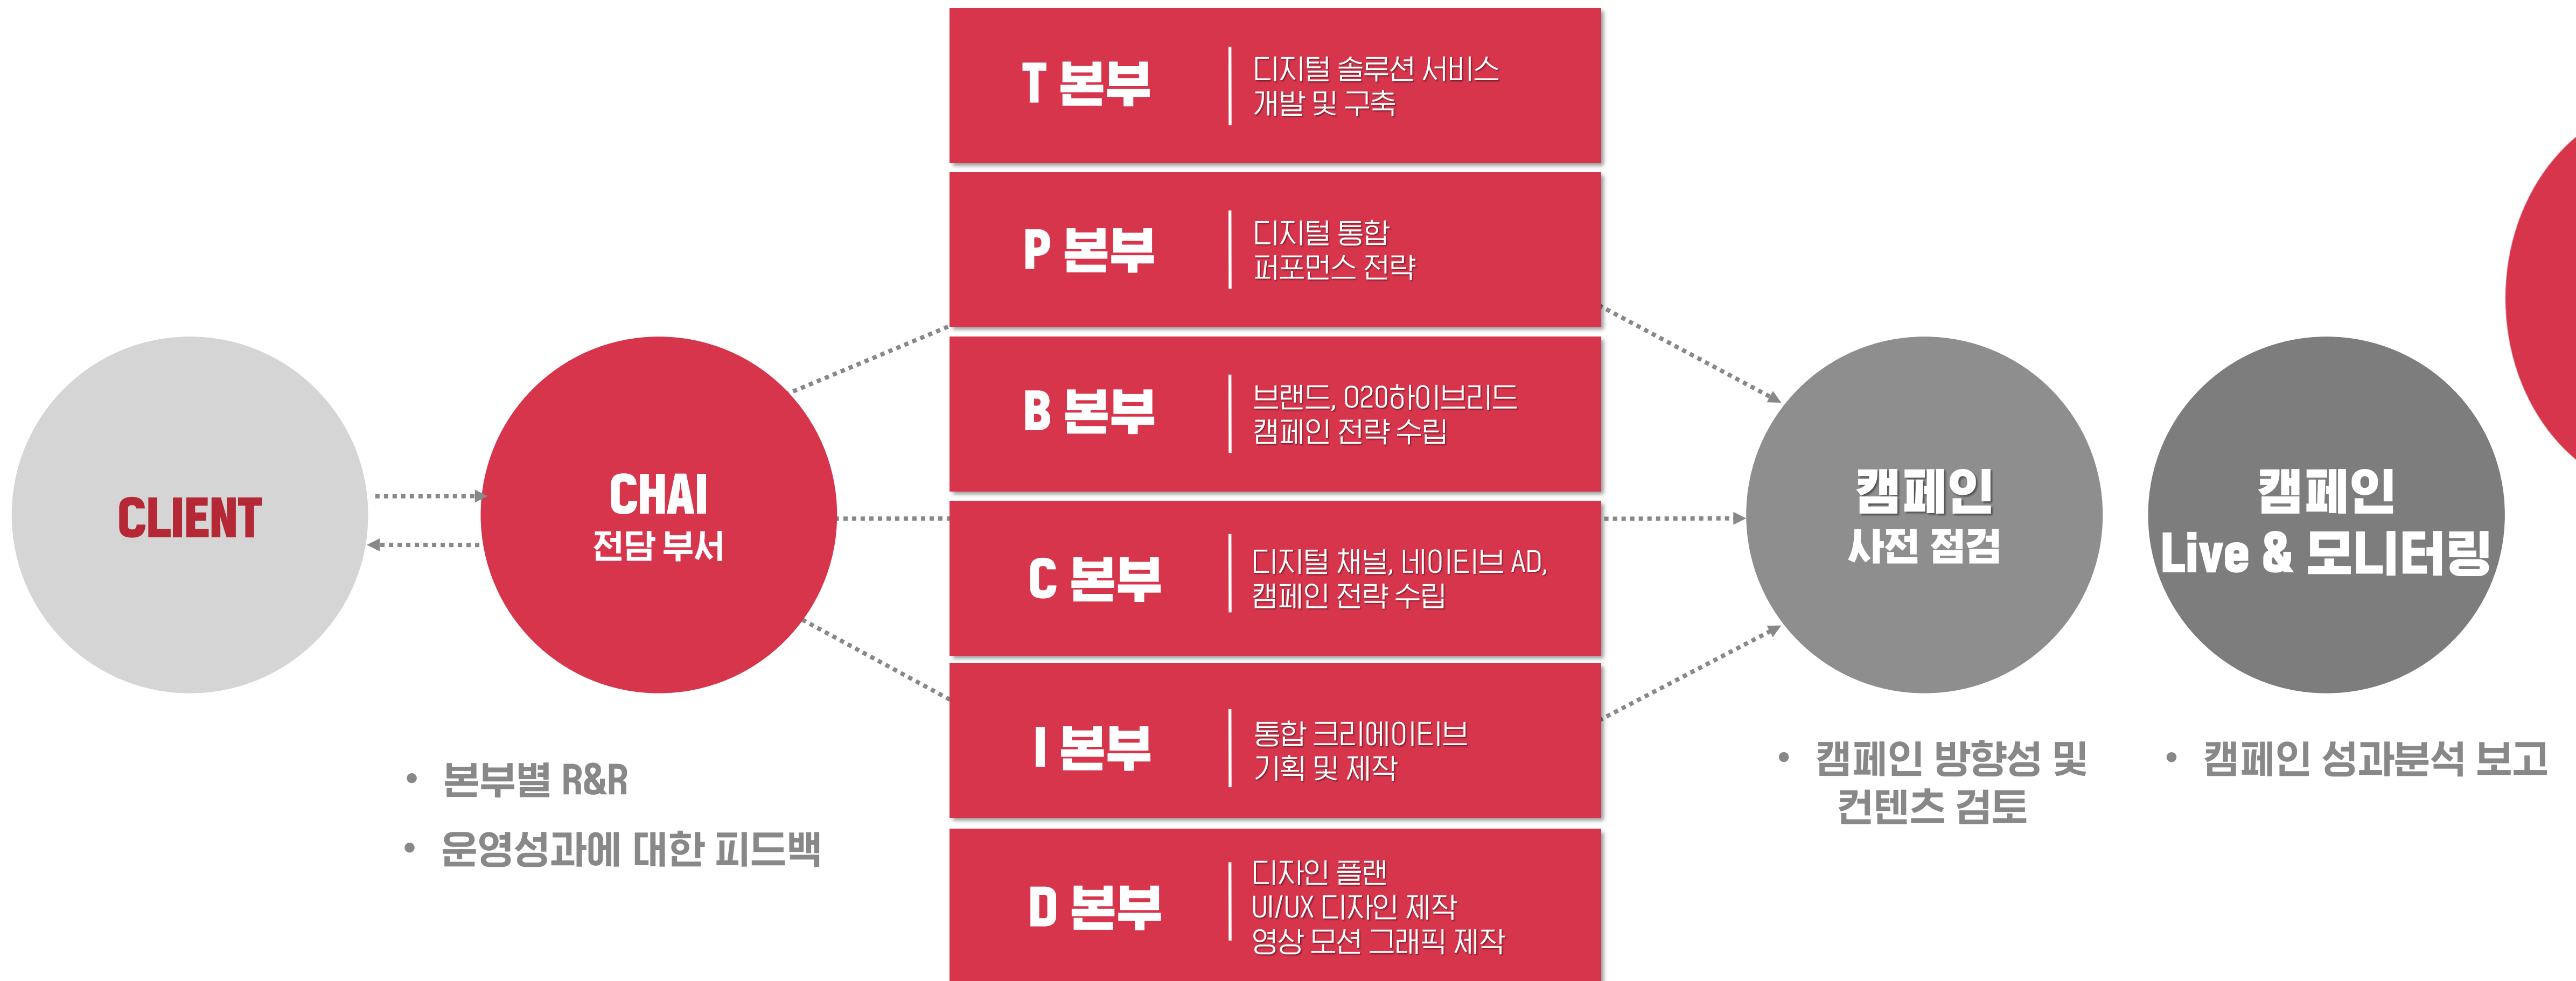 CLIENT
CHAI
전담 부서
• 본부별 R&R
• 운영성과에 대한 피드백
T 본부
디지털 솔루션 서비스
개발 및 구축
P 본부
디지털 통합
퍼포먼스 전략
B 본부
브랜드, O2O하이브리드
캠페인 전략 수립
C 본부
디지털 채널, 네이티브 AD,
캠페인 전략 수립
I 본부
통합 크리에이티브
기획 및 제작
D 본부
디자인 플랜
UI/UX 디자인 제작
영상 모션 그래픽 제작
캠페인
사전 점검
• 캠페인 방향성 및
컨텐츠 검토
캠페인
Live & 모니터링
• 캠페인 성과분석 보고